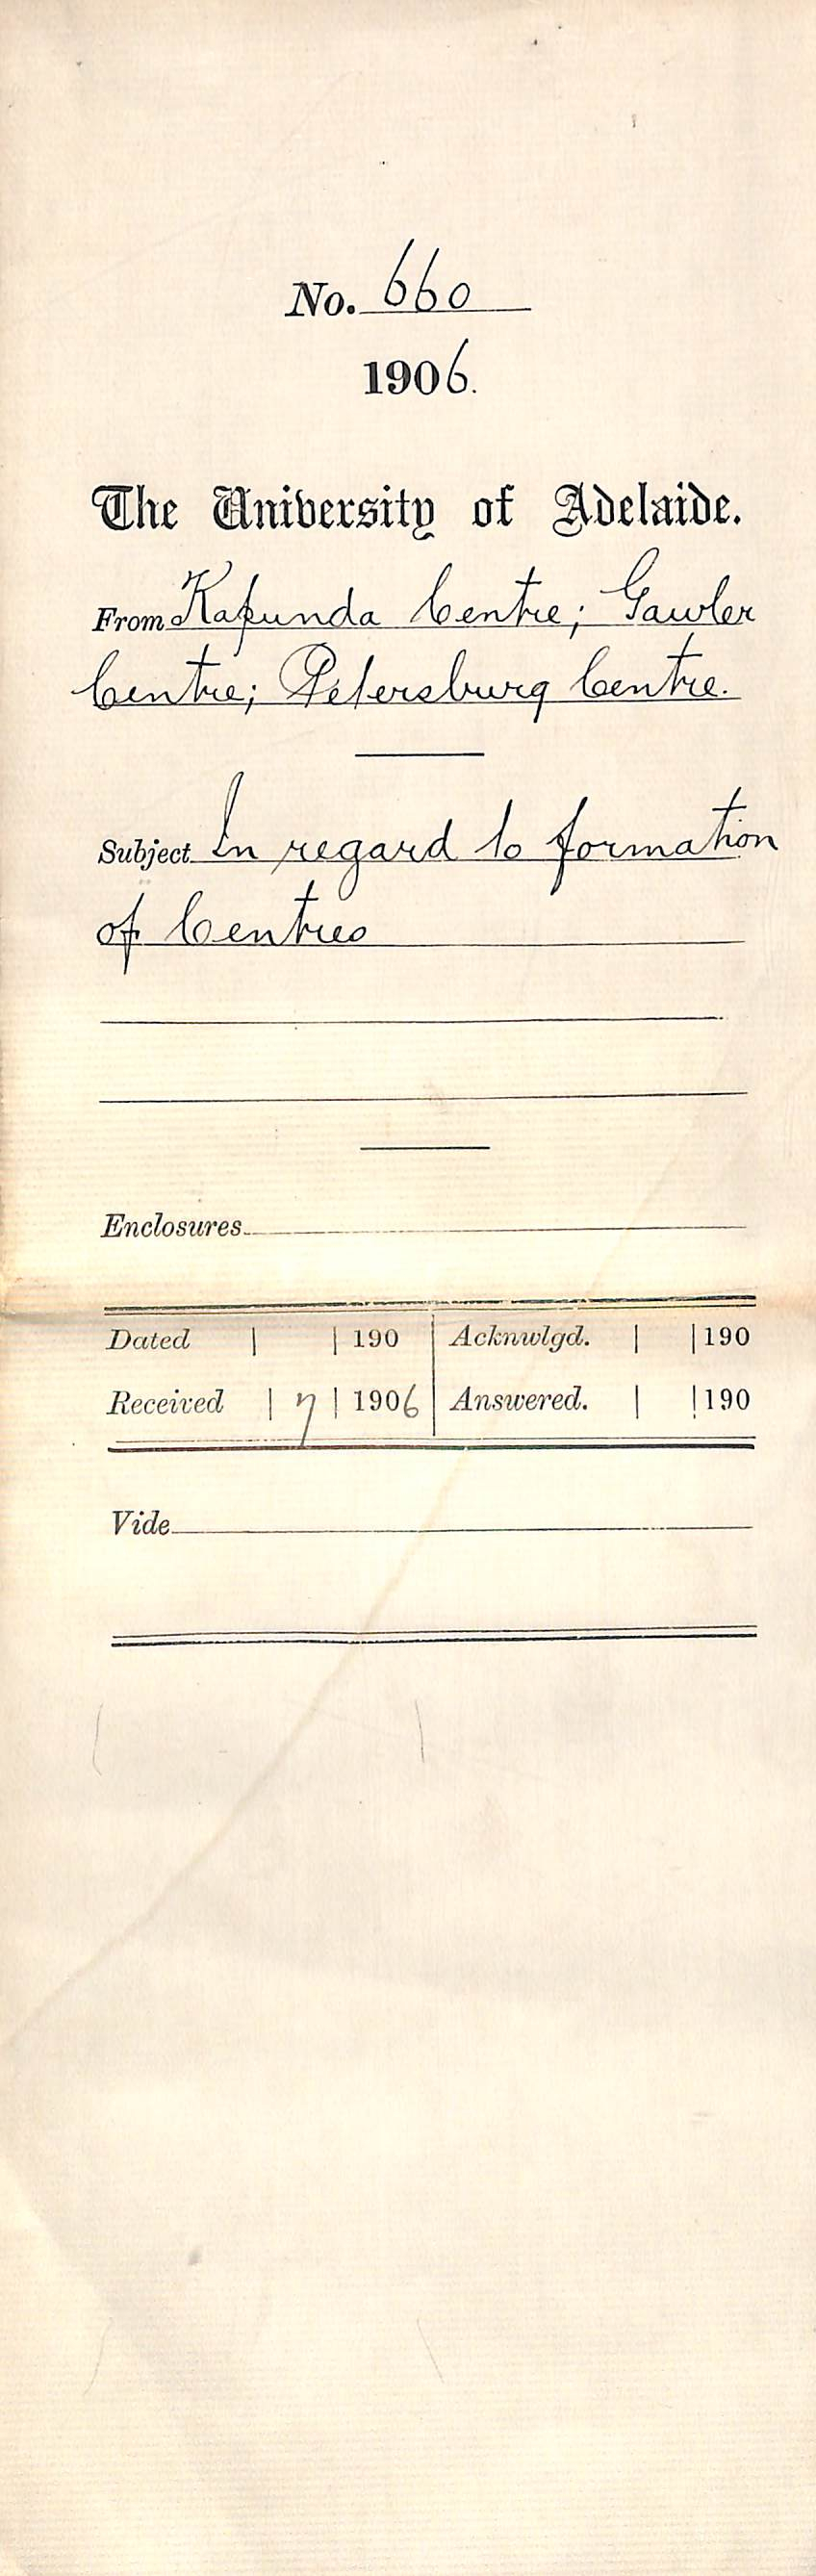 No. 660
1906.
The University of Adelaide.
From Kapunda Centre; Gawler
Centre; Petersburg Centre.
Subject In regard to formation
of Centres
Enclosures
Dated | | 190 | Acknwlgd. | | 190
Received | 7 | 1906 | Answered. | | 190
Vide